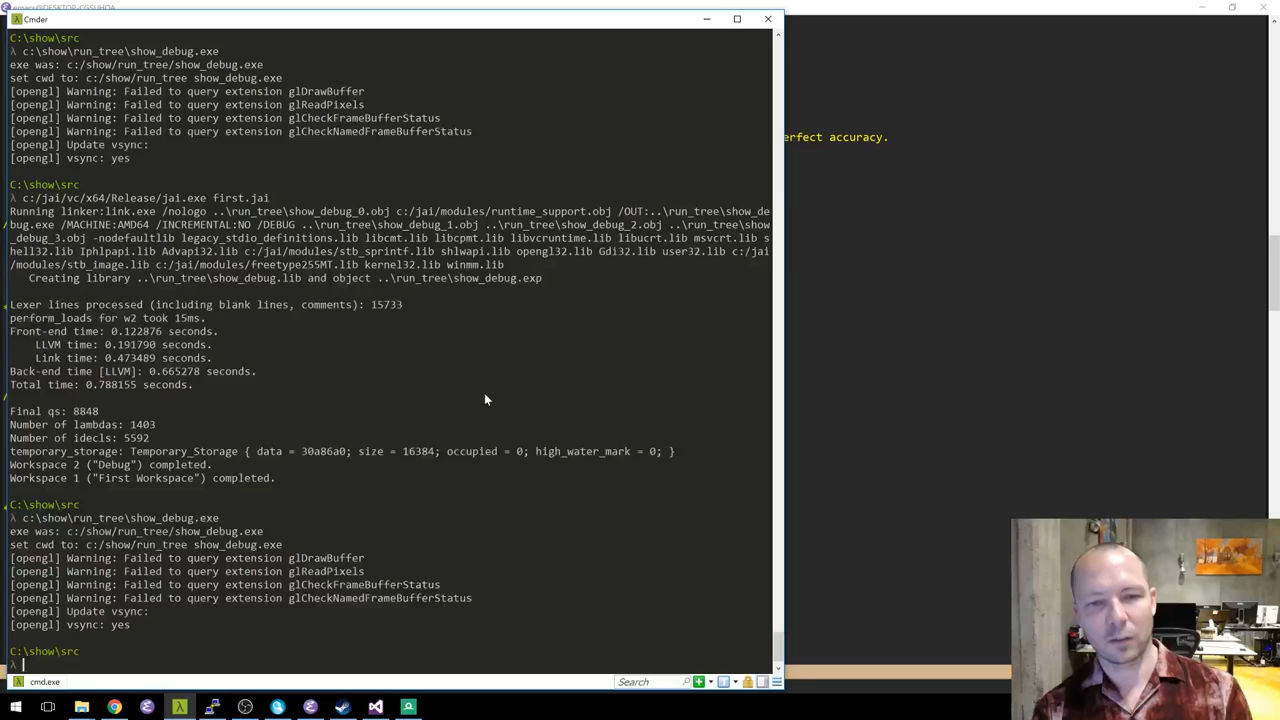 emacs@DESKTOP-CGSUHOA
Cmder
C:\show\src
λ c:\show\run_tree\show_debug.exe
exe was: c:/show/run_tree/show_debug.exe
set cwd to: c:/show/run_tree show_debug.exe
[opengl] Warning: Failed to query extension glDrawBuffer
[opengl] Warning: Failed to query extension glReadPixels
[opengl] Warning: Failed to query extension glCheckFrameBufferStatus
[opengl] Warning: Failed to query extension glCheckNamedFrameBufferStatus
[opengl] Update vsync:
[opengl] vsync: yes
erfect accuracy.
C:\show\src
λ c:/jai/vc/x64/Release/jai.exe first.jai
Running linker:link.exe /nologo ..\run_tree\show_debug_0.obj c:/jai/modules/runtime_support.obj /OUT:..\run_tree\show_de
bug.exe /MACHINE:AMD64 /INCREMENTAL:NO /DEBUG ..\run_tree\show_debug_1.obj ..\run_tree\show_debug_2.obj ..\run_tree\show
_debug_3.obj -nodefaultlib legacy_stdio_definitions.lib libcmt.lib libcpmt.lib libvcruntime.lib libucrt.lib msvcrt.lib s
hell32.lib Iphlpapi.lib Advapi32.lib c:/jai/modules/stb_sprintf.lib shlwapi.lib opengl32.lib Gdi32.lib user32.lib c:/jai
/modules/stb_image.lib c:/jai/modules/freetype255MT.lib kernel32.lib winmm.lib
Creating library ..\run_tree\show_debug.lib and object ..\run_tree\show_debug.exp
Lexer lines processed (including blank lines, comments): 15733
perform_loads for w2 took 15ms.
Front-end time: 0.122876 seconds.
LLVM time: 0.191790 seconds.
Link time: 0.473489 seconds.
Back-end time [LLVM]: 0.665278 seconds.
Total time: 0.788155 seconds.
Final qs: 8848
Number of lambdas: 1403
Number of idecls: 5592
temporary_storage: Temporary_Storage { data = 30a86a0; size = 16384; occupied = 0; high_water_mark = 0; }
Workspace 2 ("Debug") completed.
Workspace 1 ("First Workspace") completed.
C:\show\src
λ c:\show\run_tree\show_debug.exe
exe was: c:/show/run_tree/show_debug.exe
set cwd to: c:/show/run_tree show_debug.exe
[opengl] Warning: Failed to query extension glDrawBuffer
[opengl] Warning: Failed to query extension glReadPixels
[opengl] Warning: Failed to query extension glCheckFrameBufferStatus
[opengl] Warning: Failed to query extension glCheckNamedFrameBufferStatus
[opengl] Update vsync:
[opengl] vsync: yes
C:\show\src
λ
cmd.exe
Search